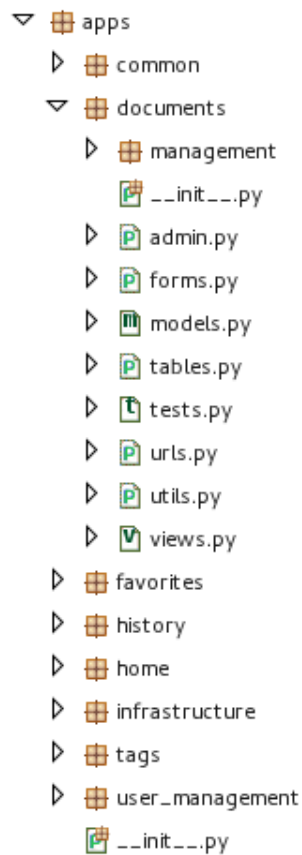 apps
common
documents
management
__init__.py
admin.py
forms.py
models.py
tables.py
tests.py
urls.py
utils.py
views.py
favorites
history
home
infrastructure
tags
user_management
__init__.py